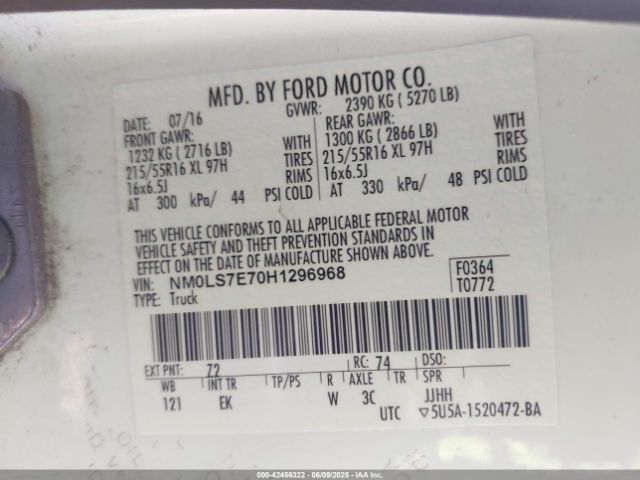 MFD. BY FORD MOTOR CO.
DATE: 07/16 GVWR: 2390 KG ( 5270 LB)
FRONT GAWR: REAR GAWR:
1232 KG ( 2716 LB) WITH 1300 KG ( 2866 LB) WITH
215/55R16 XL 97H TIRES 215/55R16 XL 97H TIRES
16x6.5J RIMS 16x6.5J RIMS
AT 300 kPa/ 44 PSI COLD AT 330 kPa/ 48 PSI COLD
THIS VEHICLE CONFORMS TO ALL APPLICABLE FEDERAL MOTOR
VEHICLE SAFETY AND THEFT PREVENTION STANDARDS IN
EFFECT ON THE DATE OF MANUFACTURE SHOWN ABOVE.
VIN: NM0LS7E70H1296968 F0364
TYPE: Truck T0772
EXT PNT: 72 RC: 74 DSO:
WB INT TR TP/PS R AXLE TR SPR
121 EK W 3C JJHH
UTC ▽5U5A-1520472-BA
000-42456322 - 06/09/2025 - IAAI.COM